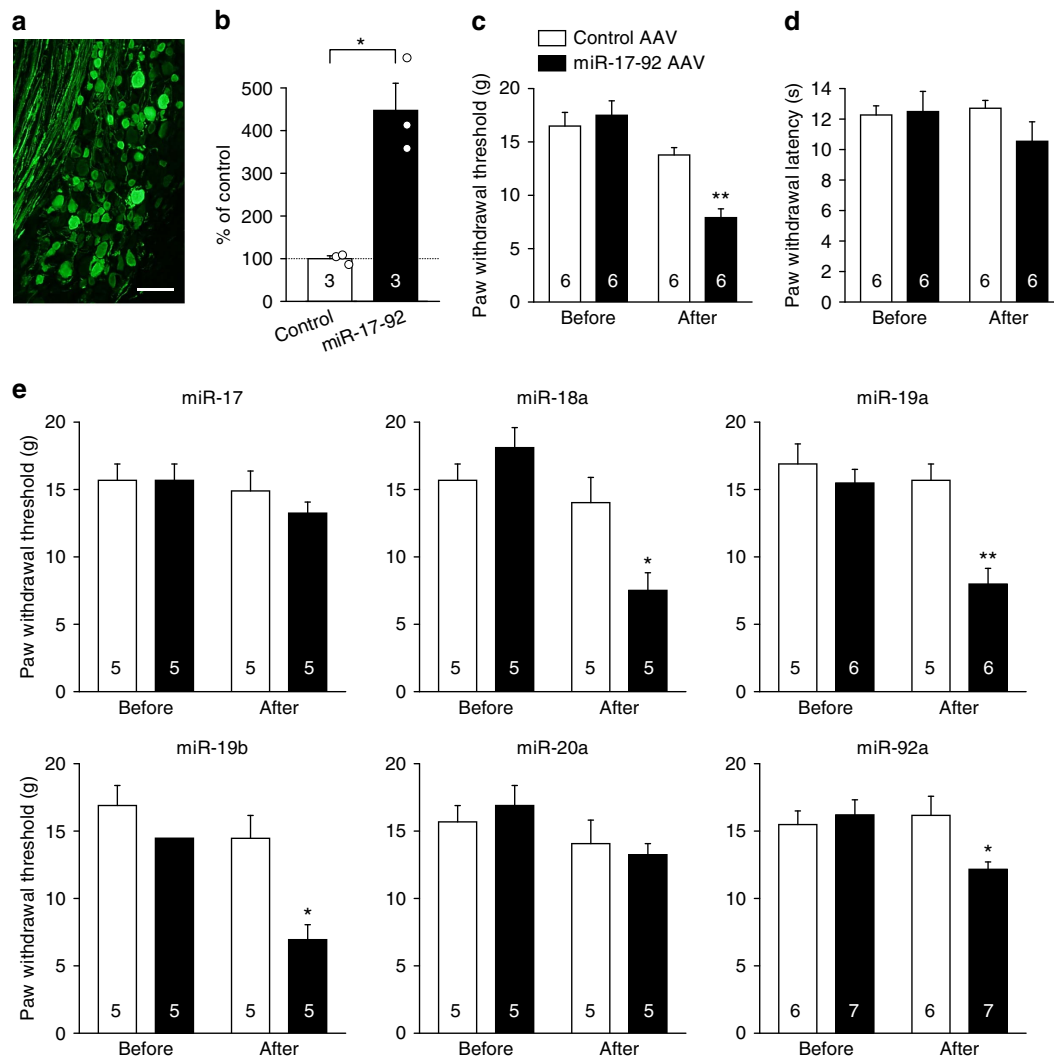 a
b
*
500
400
300
200
100
0
% of control
3
3
Control
miR-17-92
c
Control AAV
miR-17-92 AAV
Paw withdrawal threshold (g)
20
15
10
5
0
**
6
6
6
6
Before
After
d
Paw withdrawal latency (s)
14
12
10
8
6
4
2
0
6
6
6
6
Before
After
e
miR-17
Paw withdrawal threshold (g)
20
15
10
5
0
5
5
5
5
Before
After
miR-18a
20
15
10
5
0
*
5
5
5
5
Before
After
miR-19a
20
15
10
5
0
**
5
6
5
6
Before
After
miR-19b
Paw withdrawal threshold (g)
20
15
10
5
0
*
5
5
5
5
Before
After
miR-20a
20
15
10
5
0
5
5
5
5
Before
After
miR-92a
20
15
10
5
0
*
6
7
6
7
Before
After